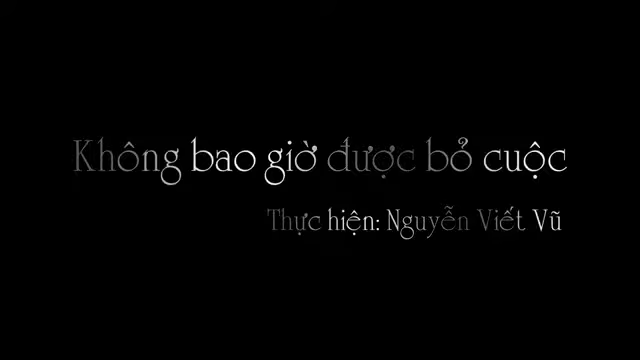 Không bao giờ được bỏ cuộc
Thực hiện: Nguyễn Viết Vũ